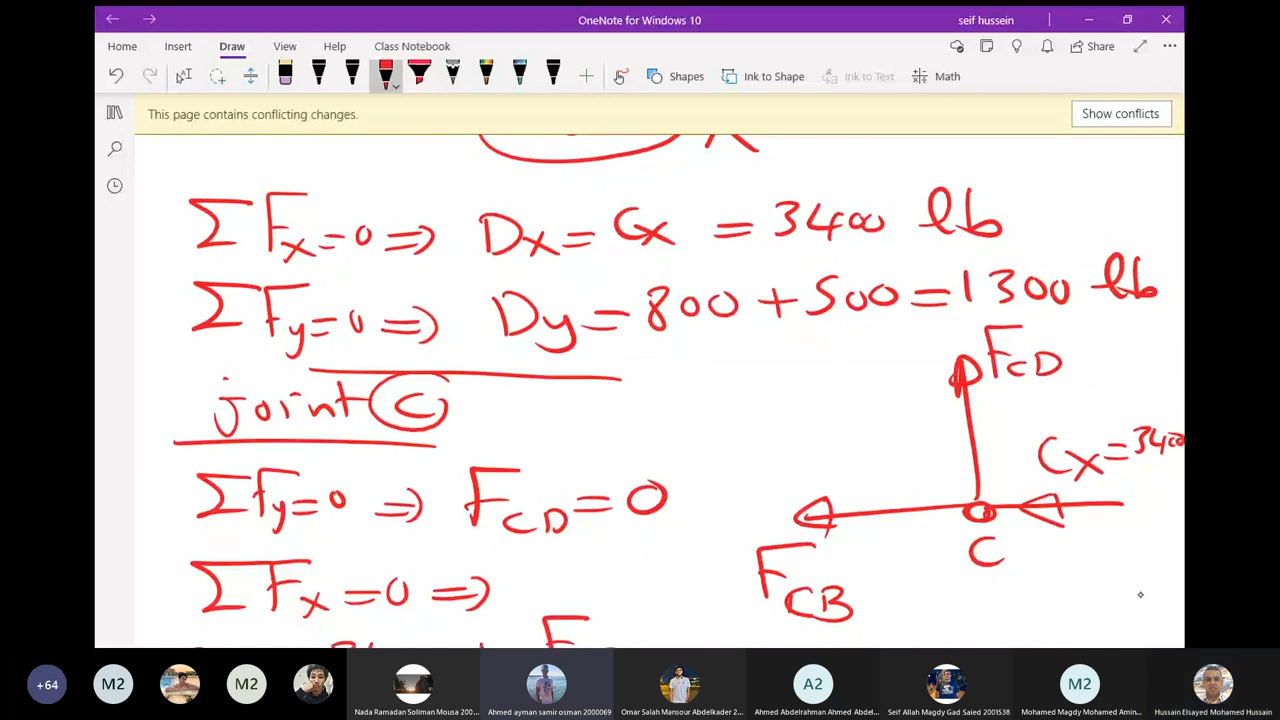 OneNote for Windows 10
seif hussein
Home Insert Draw View Help Class Notebook
Share
Shapes Ink to Shape Ink to Text Math
This page contains conflicting changes.
Show conflicts
ΣFx=0 ⇒ Dx = Cx = 3400 lb
ΣFy=0 ⇒ Dy = 800 + 500 = 1300 lb
joint C
FCD
Cx = 3400
ΣFy=0 ⇒ FCD = 0
C
FCB
ΣFx=0 ⇒
+64
M2
M2
A2
M2
Nada Ramadan Soliman Mousa 200...
Ahmed ayman samir osman 2000069
Omar Salah Mansour Abdelkader 2...
Ahmed Abdelrahman Ahmed Abdel...
Seif Allah Magdy Gad Saied 2001538
Mohamed Magdy Mohamed Amin...
Hussain Elsayed Mohamed Hussain